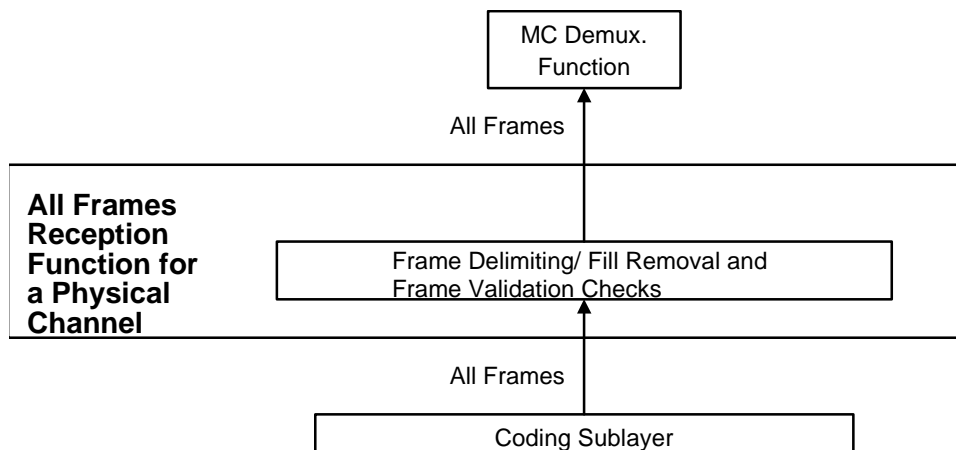 MC Demux.
Function
All Frames
All Frames
Reception
Function for
a Physical
Channel
Frame Delimiting/ Fill Removal and
Frame Validation Checks
All Frames
Coding Sublayer